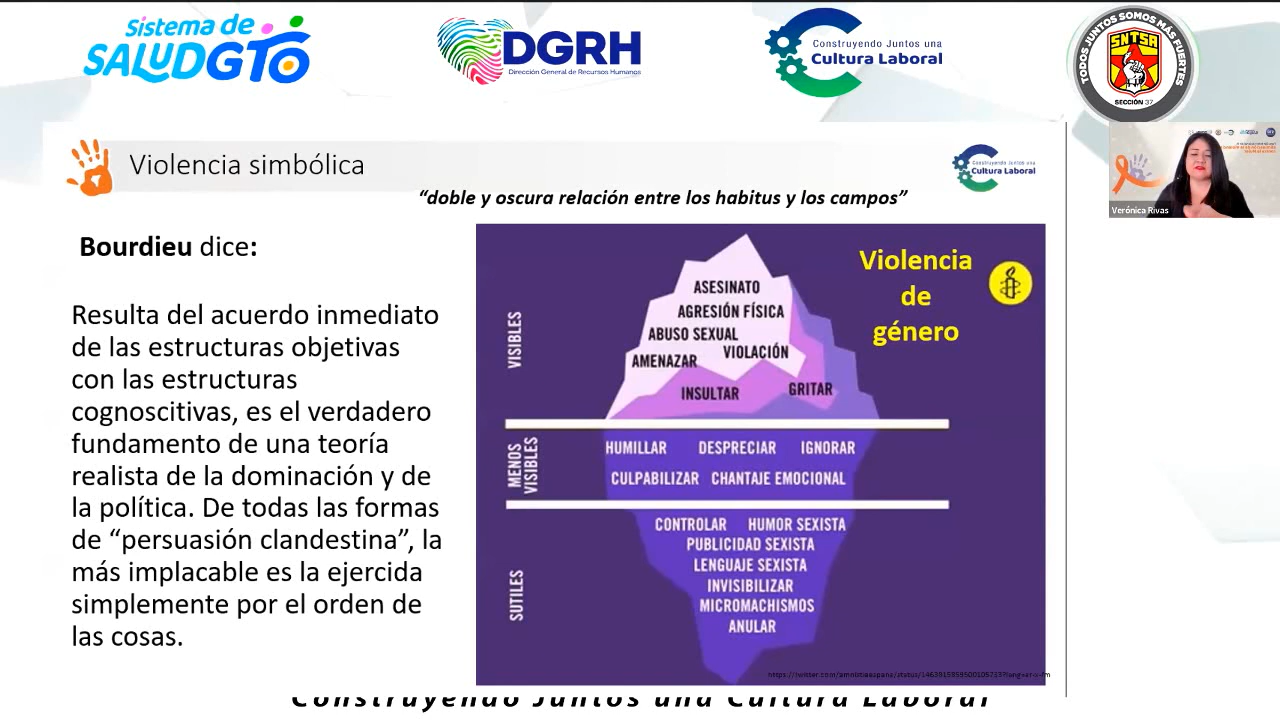 Sistema de
SALUDGTO
DGRH
Dirección General de Recursos Humanos
Construyendo Juntos una
Cultura Laboral
TODOS JUNTOS SOMOS MÁS FUERTES
SNTSA
SECCIÓN 37
Violencia simbólica
Construyendo Juntos una
Cultura Laboral
“doble y oscura relación entre los habitus y los campos”
Verónica Rivas
Bourdieu dice:
Resulta del acuerdo inmediato
de las estructuras objetivas
con las estructuras
cognoscitivas, es el verdadero
fundamento de una teoría
realista de la dominación y de
la política. De todas las formas
de “persuasión clandestina”, la
más implacable es la ejercida
simplemente por el orden de
las cosas.
Violencia
de
género
VISIBLES
ASESINATO
AGRESIÓN FÍSICA
ABUSO SEXUAL
VIOLACIÓN
AMENAZAR
INSULTAR
GRITAR
MENOS
VISIBLES
HUMILLAR DESPRECIAR IGNORAR
CULPABILIZAR CHANTAJE EMOCIONAL
SUTILES
CONTROLAR HUMOR SEXISTA
PUBLICIDAD SEXISTA
LENGUAJE SEXISTA
INVISIBILIZAR
MICROMACHISMOS
ANULAR
Construyendo Juntos una Cultura Laboral